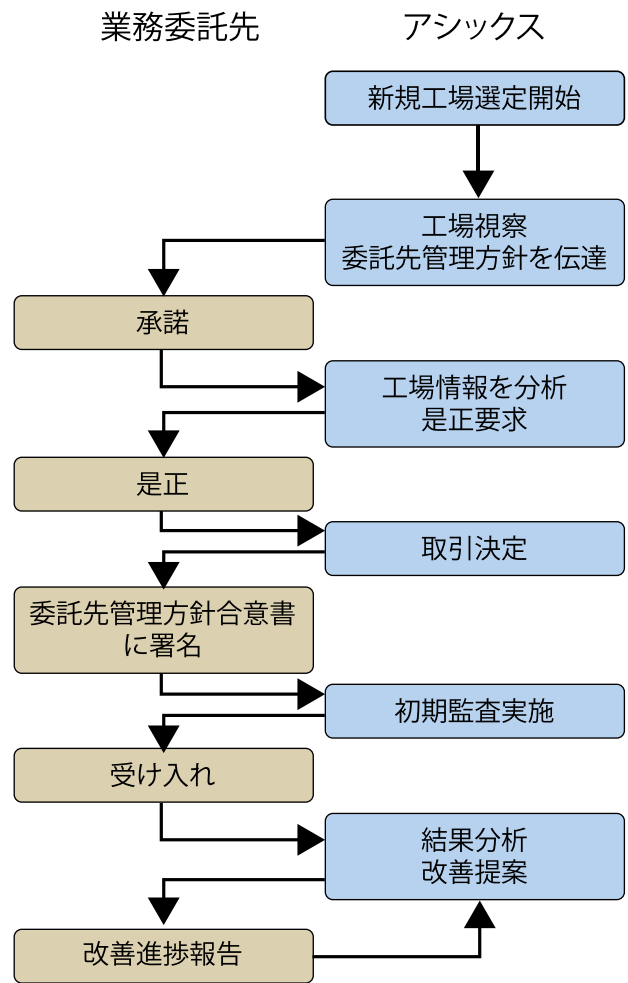 業務委託先
アシックス
新規工場選定開始
工場視察
委託先管理方針を伝達
承諾
工場情報を分析
是正要求
是正
取引決定
委託先管理方針合意書
に署名
初期監査実施
受け入れ
結果分析
改善提案
改善進捗報告